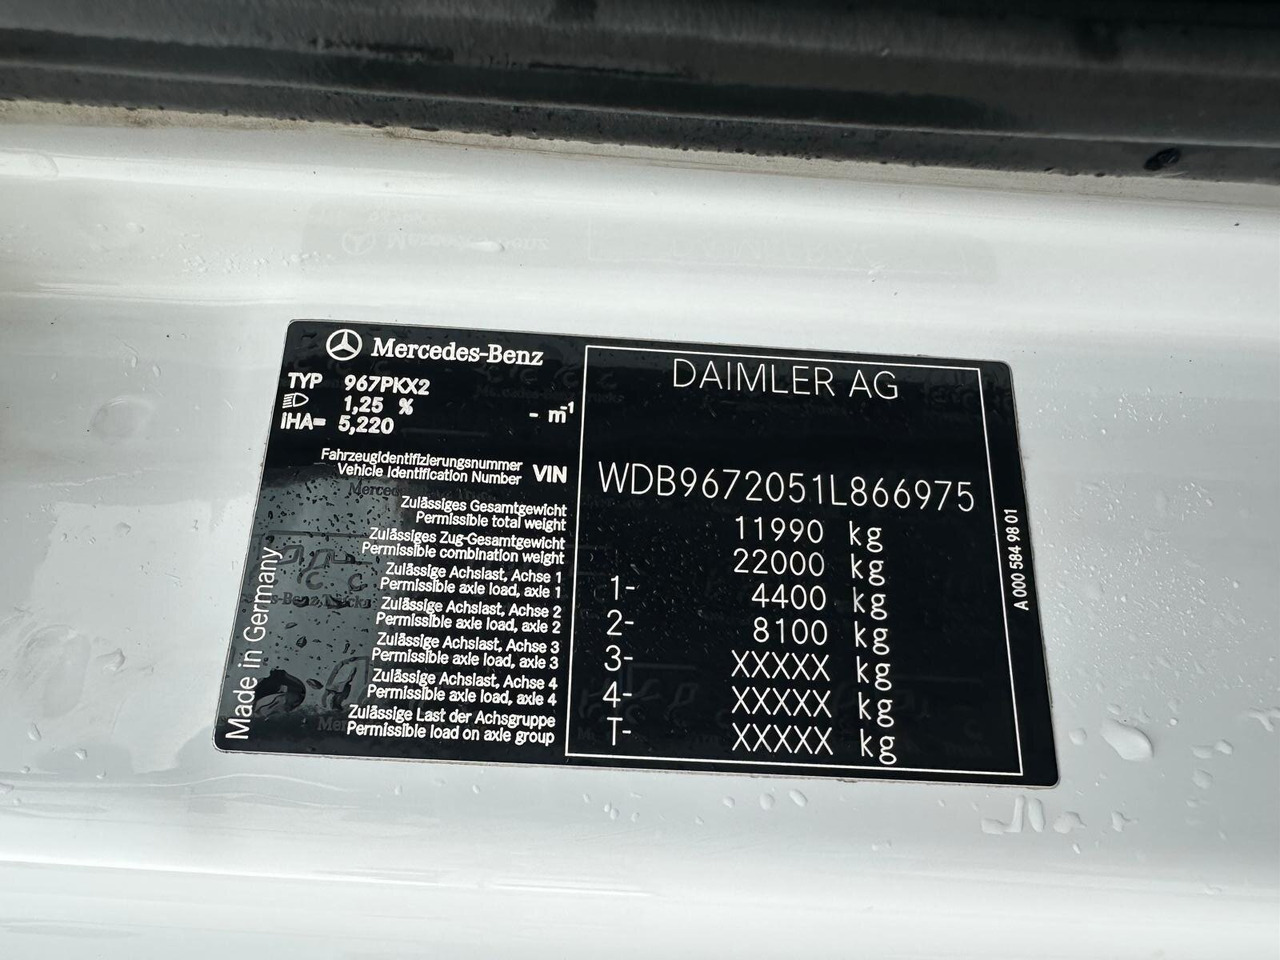 Mercedes-Benz
DAIMLER AG
TYP 967PKX2
1,25 % - m⁻¹
iHA= 5,220
Fahrzeugidentifizierungsnummer
Vehicle Identification Number VIN WDB9672051L866975
Zulässiges Gesamtgewicht
Permissible total weight 11990 kg
Zulässiges Zug-Gesamtgewicht
Permissible combination weight 22000 kg
Zulässige Achslast, Achse 1
Permissible axle load, axle 1 1- 4400 kg
Zulässige Achslast, Achse 2
Permissible axle load, axle 2 2- 8100 kg
Zulässige Achslast, Achse 3
Permissible axle load, axle 3 3- XXXXX kg
Zulässige Achslast, Achse 4
Permissible axle load, axle 4 4- XXXXX kg
Zulässige Last der Achsgruppe
Permissible load on axle group T- XXXXX kg
Made in Germany
A 000 584 98 01